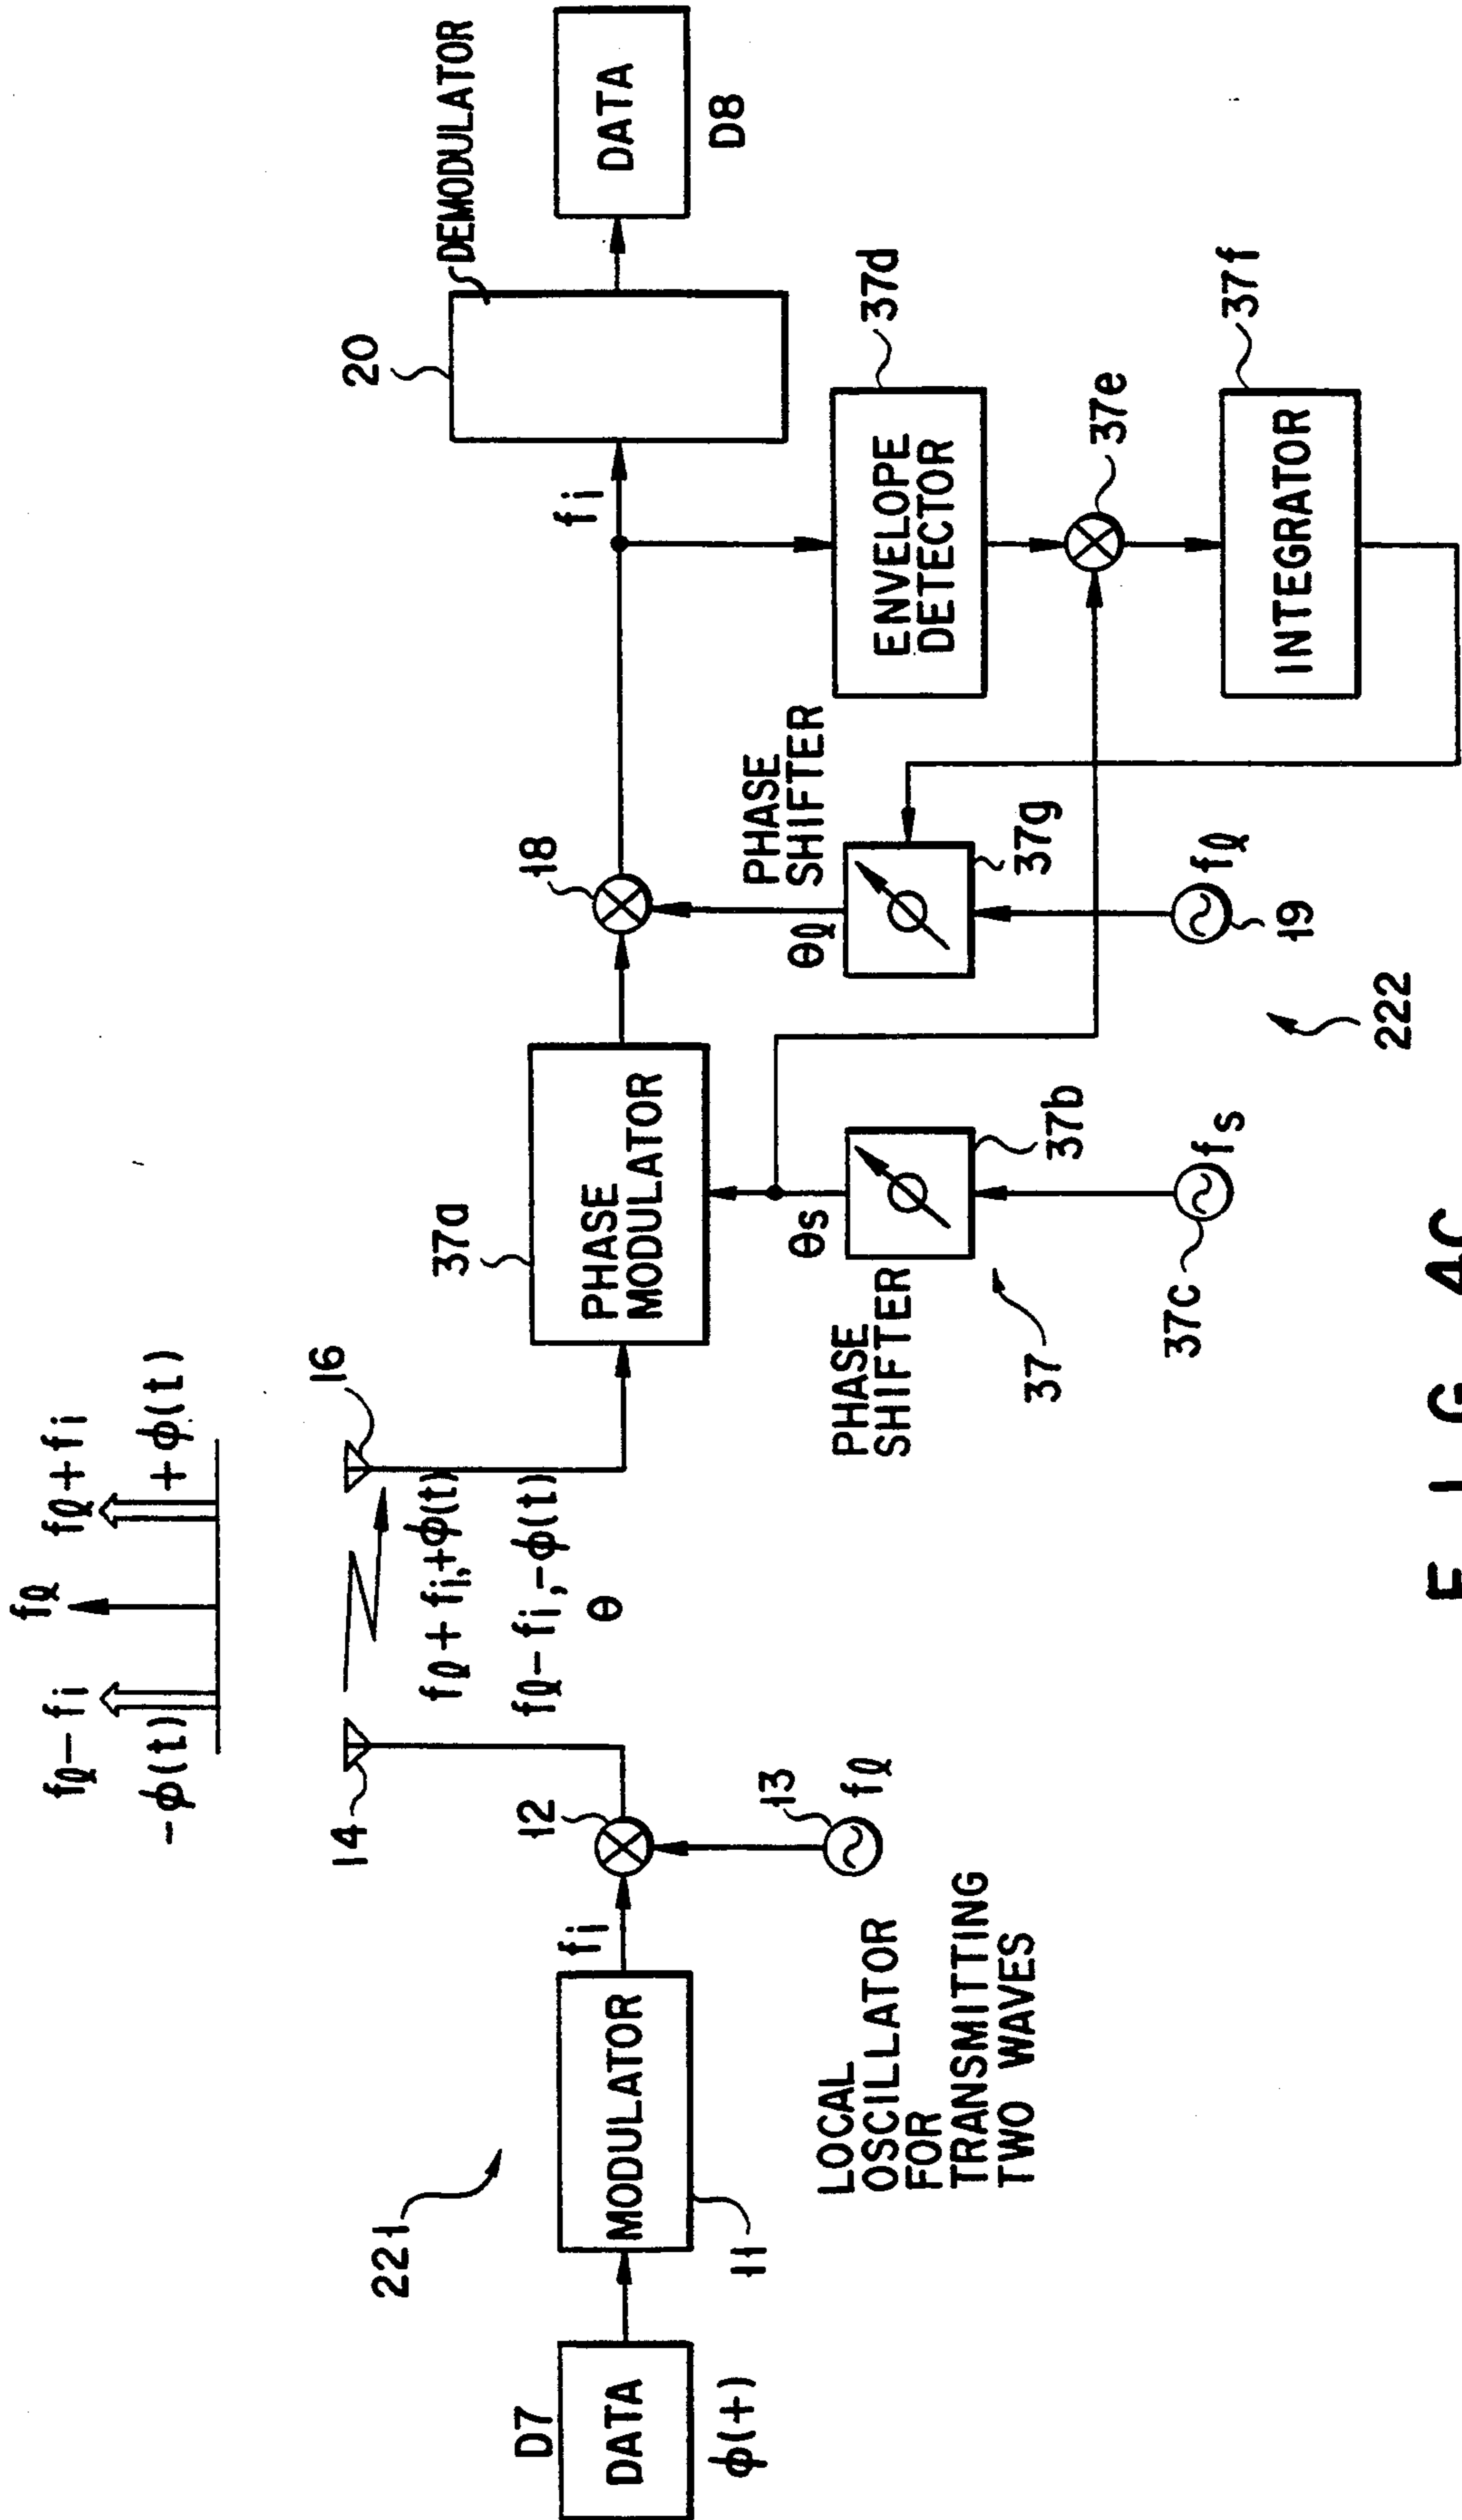 fℓ-fi
fℓ
fℓ+fi
-φ(t)
+φ(t)
14
16
fℓ+fi,+φ(t)
fℓ-fi,-φ(t)
θ
221
D7
DATA
φ(+)
MODULATOR
11
fi
12
13
fℓ
LOCAL
OSCILLATOR
FOR
TRANSMITTING
TWO WAVES
37a
PHASE
MODULATOR
θs
PHASE
SHIFTER
37b
37
37c
fs
18
PHASE
SHIFTER
θℓ
37g
fℓ
19
222
fi
20
DEMODULATOR
DATA
D8
ENVELOPE
DETECTOR
37d
37e
INTEGRATOR
37f
FIG. 4C